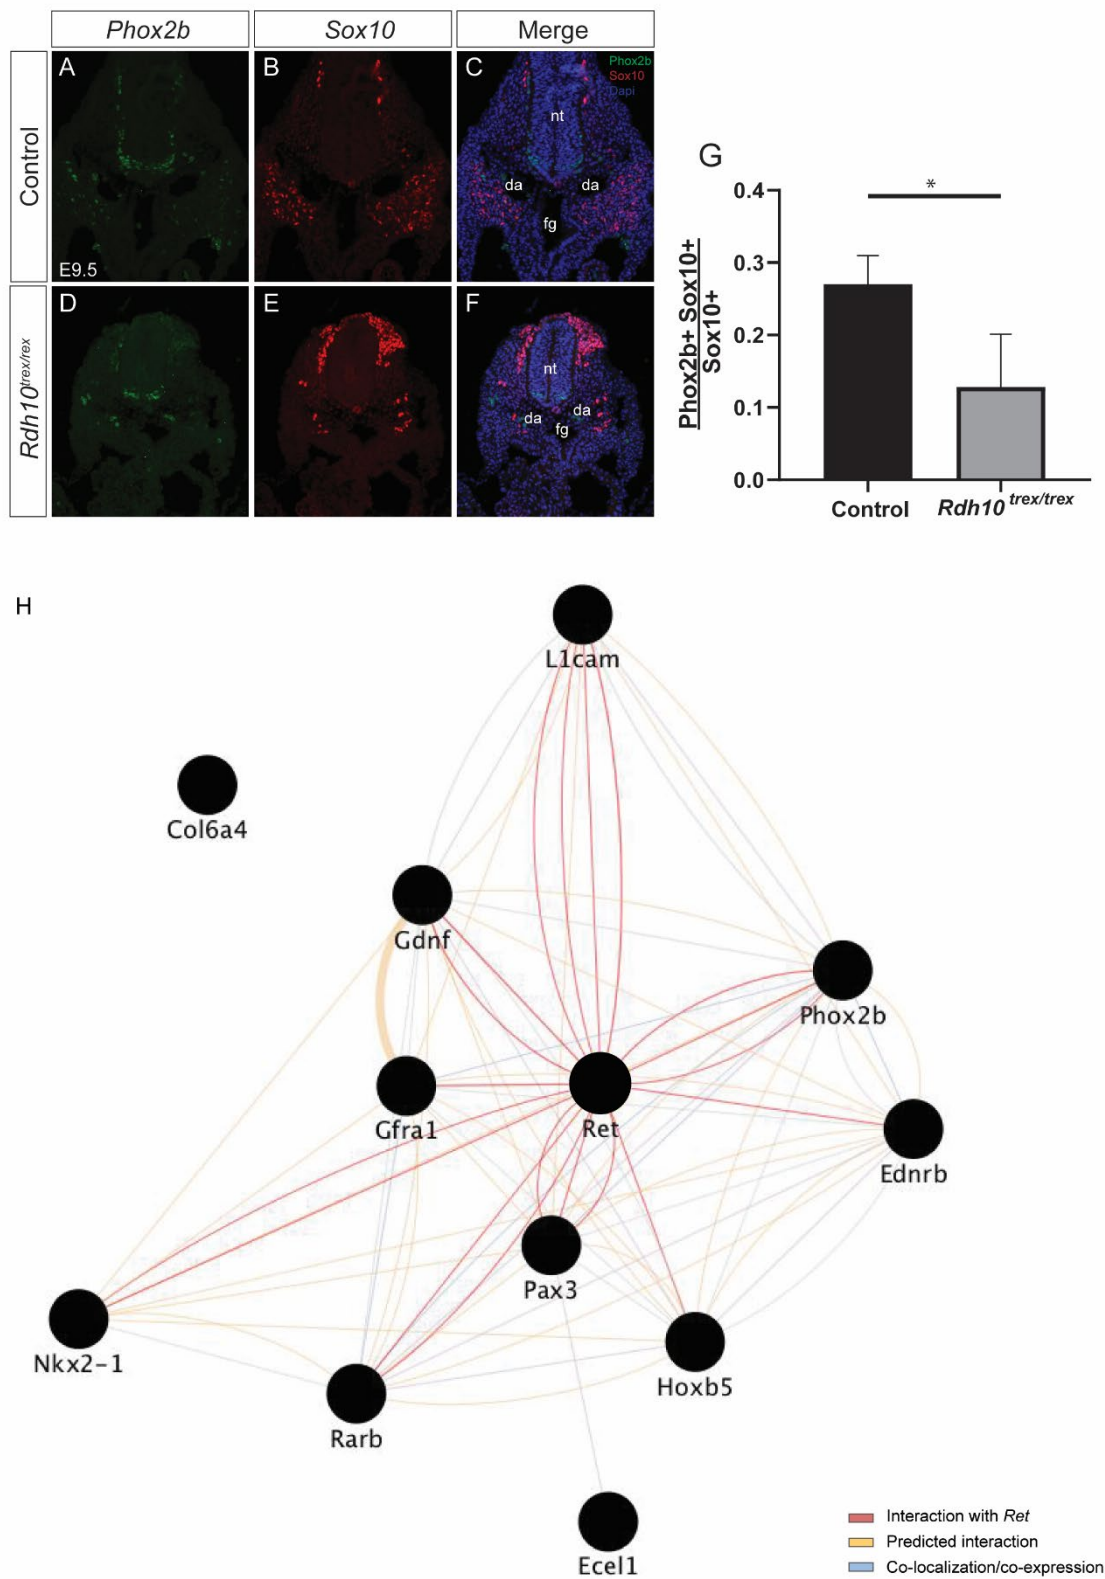 Phox2b Sox10 Merge
Control
A B C
Phox2b
Sox10
Dapi
nt
da da
fg
E9.5
Rdh10trex/rex
D E F
nt
da da
fg
G
*
Phox2b+ Sox10+
Sox10+
0.4
0.3
0.2
0.1
0.0
Control Rdh10 trex/trex
H
L1cam
Col6a4
Gdnf
Phox2b
Gfra1
Ret
Ednrb
Pax3
Nkx2-1
Hoxb5
Rarb
Ecel1
Interaction with Ret
Predicted interaction
Co-localization/co-expression